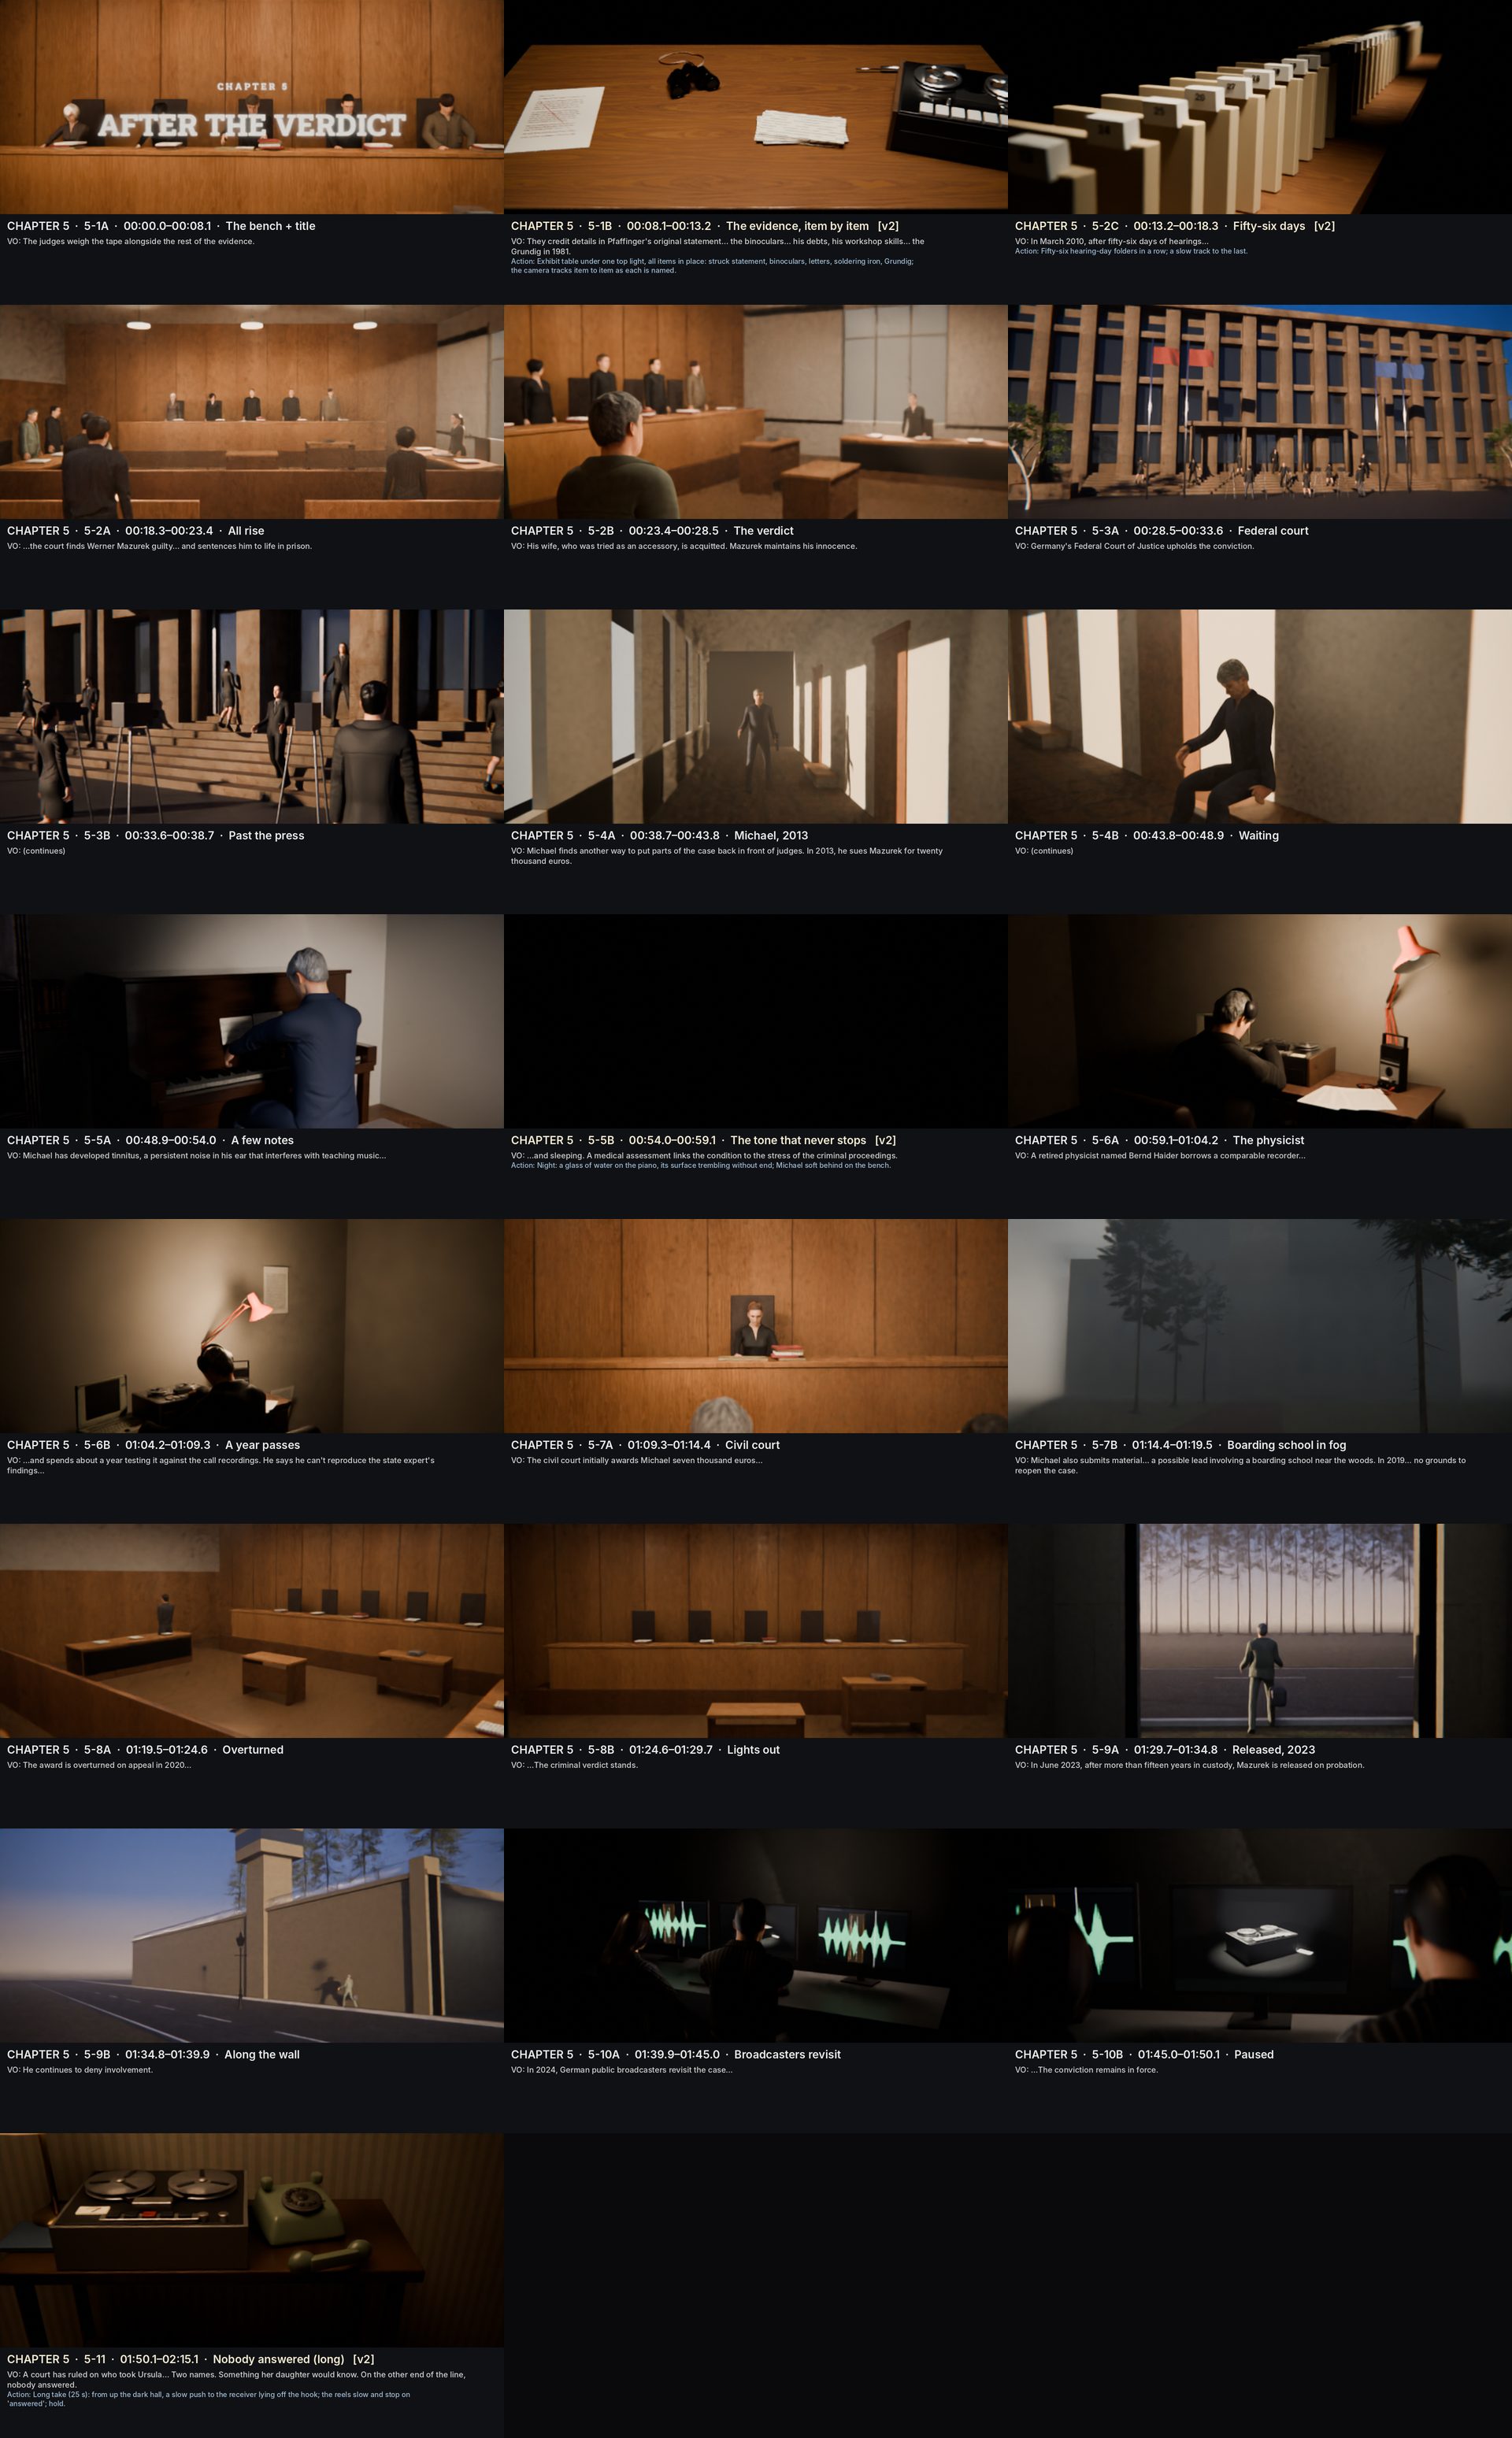 CHAPTER 5
AFTER THE VERDICT
CHAPTER 5 · 5-1A · 00:00.0–00:08.1 · The bench + title
VO: The judges weigh the tape alongside the rest of the evidence.
CHAPTER 5 · 5-1B · 00:08.1–00:13.2 · The evidence, item by item [v2]
VO: They credit details in Pfaffinger's original statement... the binoculars... his debts, his workshop skills... the
Grundig in 1981.
Action: Exhibit table under one top light, all items in place: struck statement, binoculars, letters, soldering iron, Grundig;
the camera tracks item to item as each is named.
24
25
26
27
CHAPTER 5 · 5-2C · 00:13.2–00:18.3 · Fifty-six days [v2]
VO: In March 2010, after fifty-six days of hearings...
Action: Fifty-six hearing-day folders in a row; a slow track to the last.
CHAPTER 5 · 5-2A · 00:18.3–00:23.4 · All rise
VO: ...the court finds Werner Mazurek guilty... and sentences him to life in prison.
CHAPTER 5 · 5-2B · 00:23.4–00:28.5 · The verdict
VO: His wife, who was tried as an accessory, is acquitted. Mazurek maintains his innocence.
CHAPTER 5 · 5-3A · 00:28.5–00:33.6 · Federal court
VO: Germany's Federal Court of Justice upholds the conviction.
CHAPTER 5 · 5-3B · 00:33.6–00:38.7 · Past the press
VO: (continues)
CHAPTER 5 · 5-4A · 00:38.7–00:43.8 · Michael, 2013
VO: Michael finds another way to put parts of the case back in front of judges. In 2013, he sues Mazurek for twenty
thousand euros.
CHAPTER 5 · 5-4B · 00:43.8–00:48.9 · Waiting
VO: (continues)
CHAPTER 5 · 5-5A · 00:48.9–00:54.0 · A few notes
VO: Michael has developed tinnitus, a persistent noise in his ear that interferes with teaching music...
CHAPTER 5 · 5-5B · 00:54.0–00:59.1 · The tone that never stops [v2]
VO: ...and sleeping. A medical assessment links the condition to the stress of the criminal proceedings.
Action: Night: a glass of water on the piano, its surface trembling without end; Michael soft behind on the bench.
CHAPTER 5 · 5-6A · 00:59.1–01:04.2 · The physicist
VO: A retired physicist named Bernd Haider borrows a comparable recorder...
CHAPTER 5 · 5-6B · 01:04.2–01:09.3 · A year passes
VO: ...and spends about a year testing it against the call recordings. He says he can't reproduce the state expert's
findings...
CHAPTER 5 · 5-7A · 01:09.3–01:14.4 · Civil court
VO: The civil court initially awards Michael seven thousand euros...
CHAPTER 5 · 5-7B · 01:14.4–01:19.5 · Boarding school in fog
VO: Michael also submits material... a possible lead involving a boarding school near the woods. In 2019... no grounds to
reopen the case.
CHAPTER 5 · 5-8A · 01:19.5–01:24.6 · Overturned
VO: The award is overturned on appeal in 2020...
CHAPTER 5 · 5-8B · 01:24.6–01:29.7 · Lights out
VO: ...The criminal verdict stands.
CHAPTER 5 · 5-9A · 01:29.7–01:34.8 · Released, 2023
VO: In June 2023, after more than fifteen years in custody, Mazurek is released on probation.
CHAPTER 5 · 5-9B · 01:34.8–01:39.9 · Along the wall
VO: He continues to deny involvement.
CHAPTER 5 · 5-10A · 01:39.9–01:45.0 · Broadcasters revisit
VO: In 2024, German public broadcasters revisit the case...
CHAPTER 5 · 5-10B · 01:45.0–01:50.1 · Paused
VO: ...The conviction remains in force.
CHAPTER 5 · 5-11 · 01:50.1–02:15.1 · Nobody answered (long) [v2]
VO: A court has ruled on who took Ursula... Two names. Something her daughter would know. On the other end of the line,
nobody answered.
Action: Long take (25 s): from up the dark hall, a slow push to the receiver lying off the hook; the reels slow and stop on
'answered'; hold.